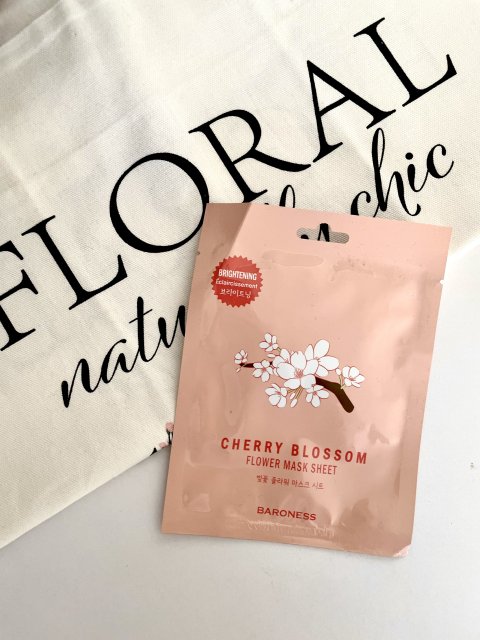 FLORAL
chic
BRIGHTENING
Éclaircissement
브라이트닝
CHERRY BLOSSOM
FLOWER MASK SHEET
벚꽃 플라워 마스크 시트
BARONESS